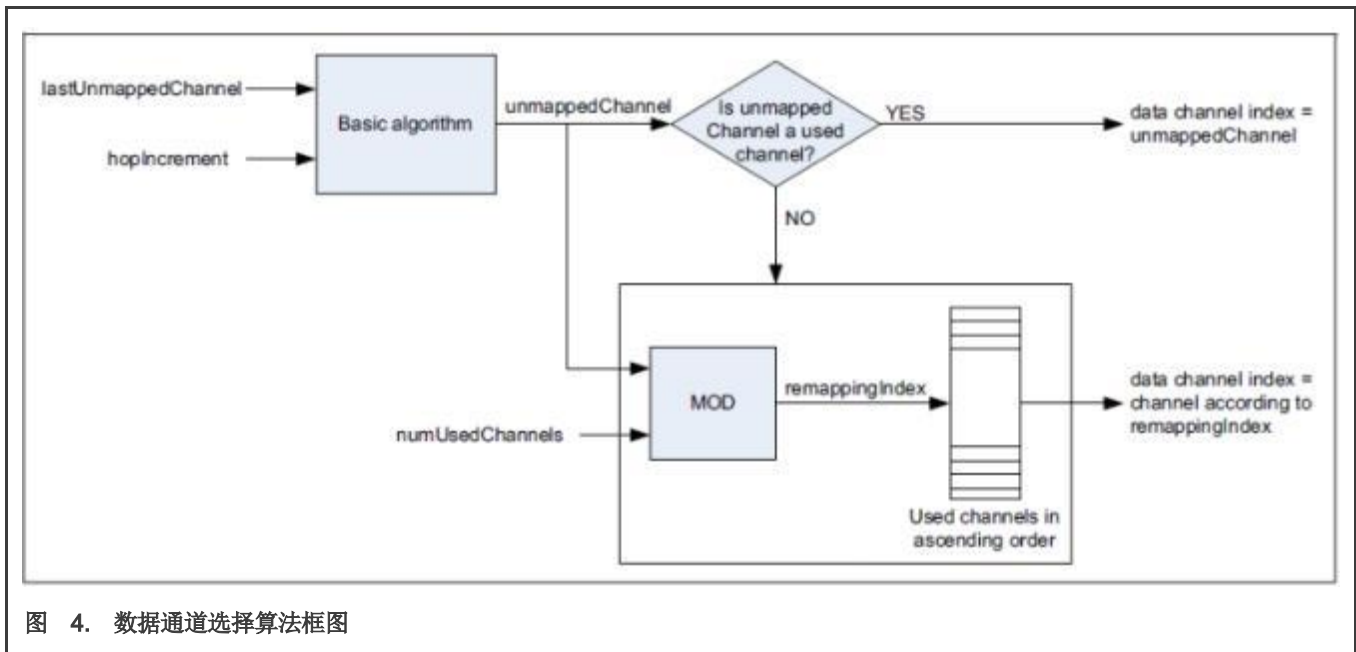 lastUnmappedChannel
hopIncrement
Basic algorithm
unmappedChannel
Is unmapped
Channel a used
channel?
YES
data channel index =
unmappedChannel
NO
numUsedChannels
MOD
remappingIndex
data channel index =
channel according to
remappingIndex
Used channels in
ascending order
图 4. 数据通道选择算法框图